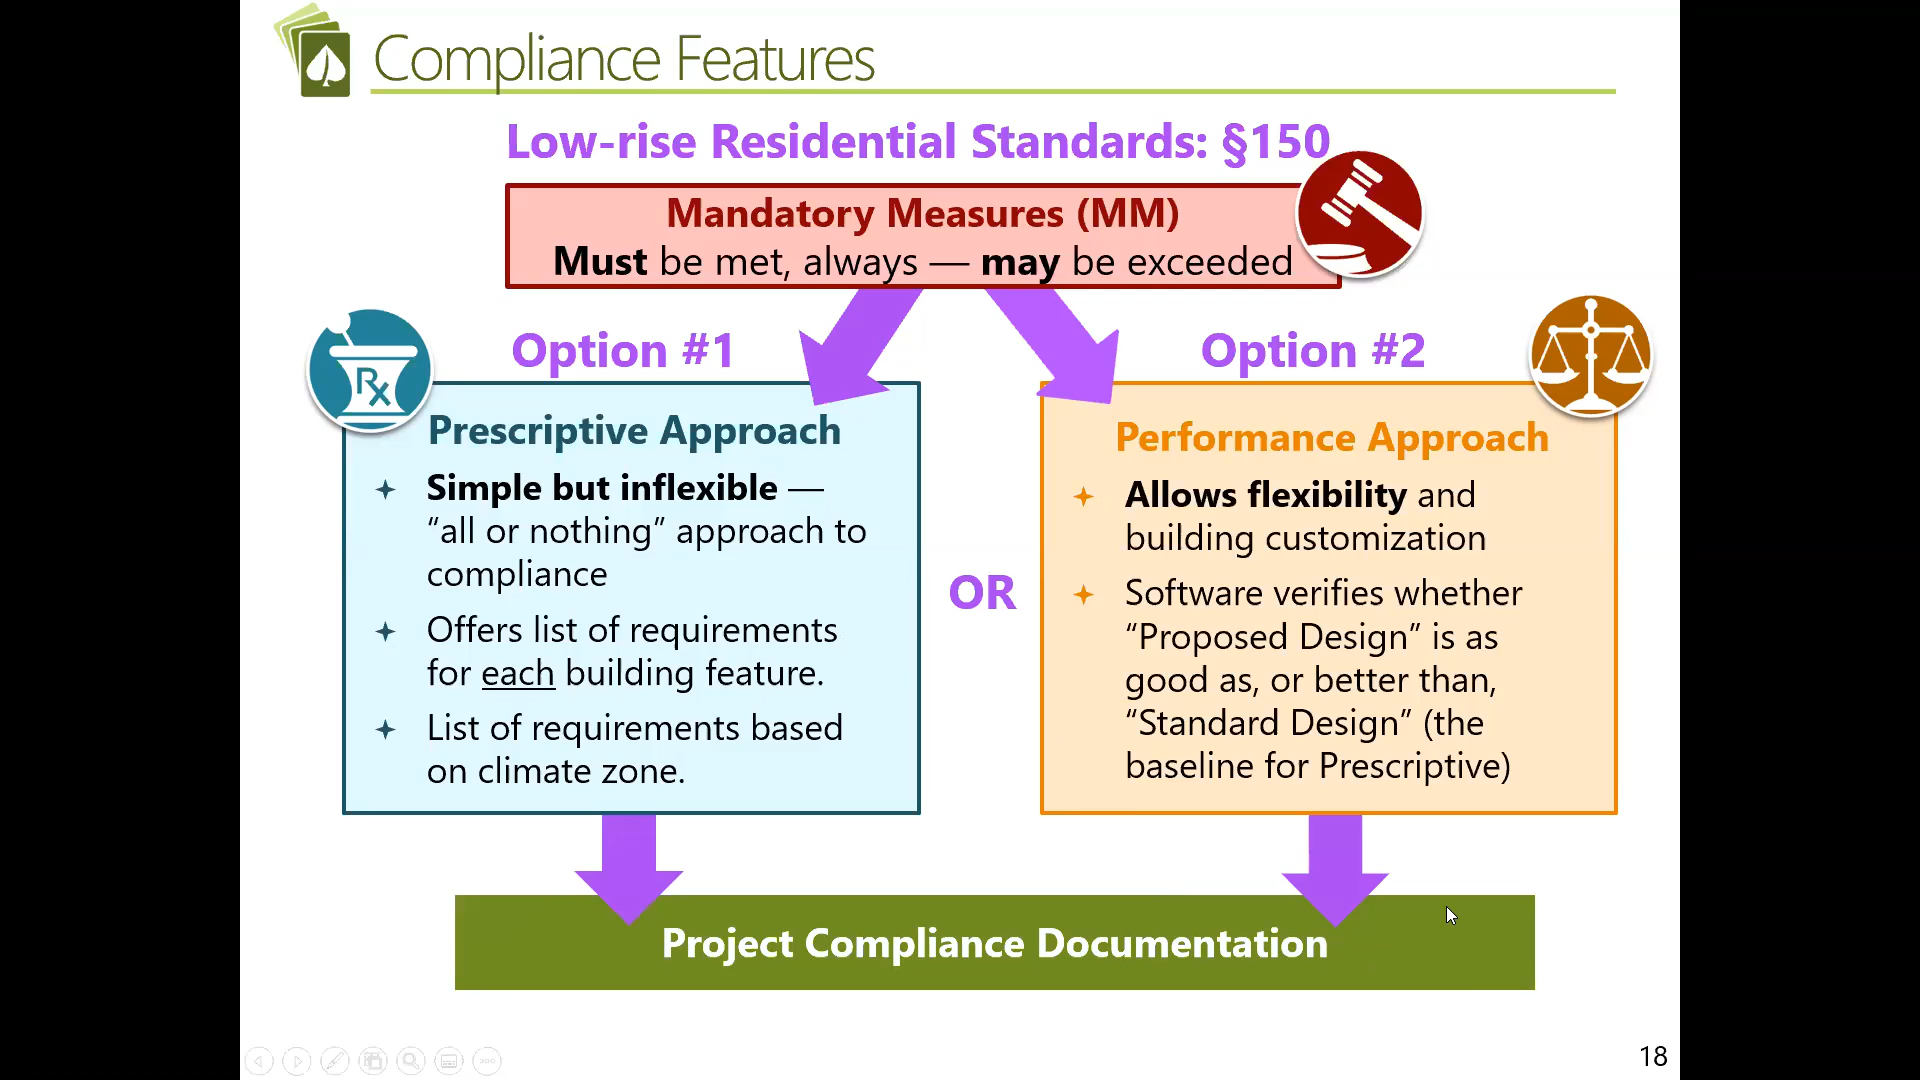 Compliance Features
Low-rise Residential Standards: §150
Mandatory Measures (MM)
Must be met, always — may be exceeded
Option #1
Rx
Prescriptive Approach
Simple but inflexible —
“all or nothing” approach to
compliance
Offers list of requirements
for each building feature.
List of requirements based
on climate zone.
OR
Option #2
Performance Approach
Allows flexibility and
building customization
Software verifies whether
“Proposed Design” is as
good as, or better than,
“Standard Design” (the
baseline for Prescriptive)
Project Compliance Documentation
18